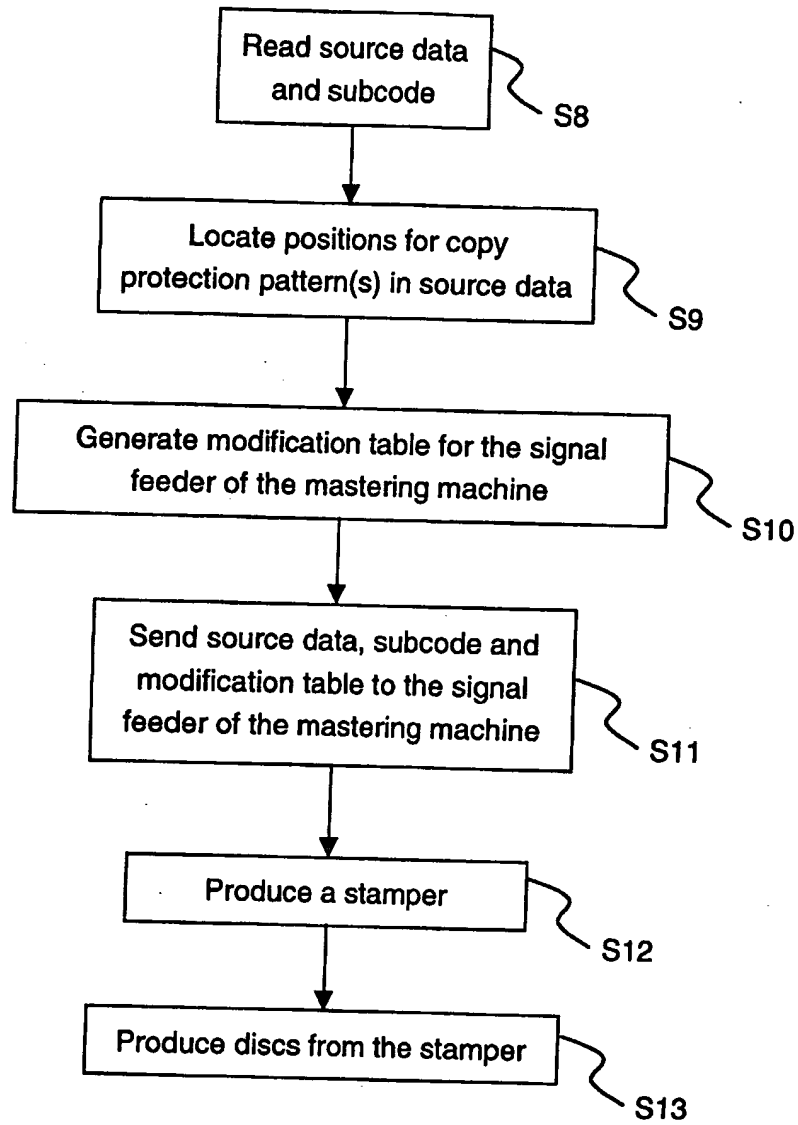 Read source data
and subcode
S8
Locate positions for copy
protection pattern(s) in source data
S9
Generate modification table for the signal
feeder of the mastering machine
S10
Send source data, subcode and
modification table to the signal
feeder of the mastering machine
S11
Produce a stamper
S12
Produce discs from the stamper
S13